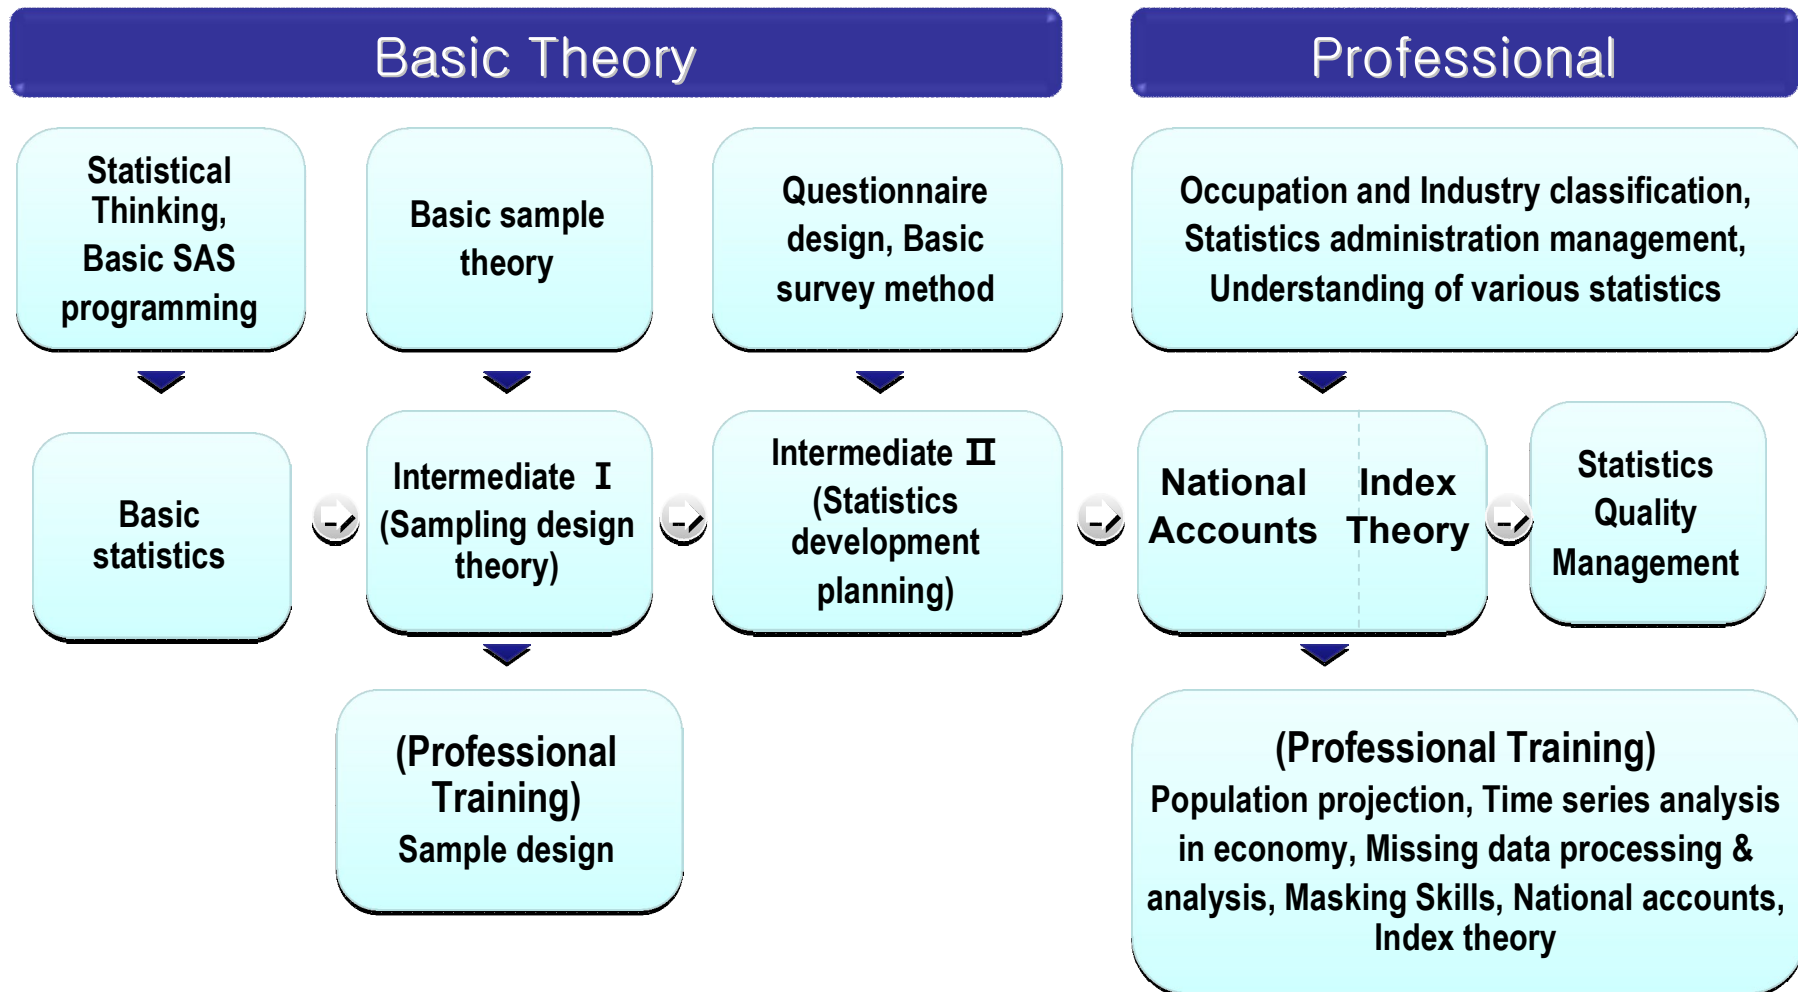 Basic Theory
Professional
Statistical
Thinking,
Basic SAS
programming
Basic sample
theory
Questionnaire
design, Basic
survey method
Occupation and Industry classification,
Statistics administration management,
Understanding of various statistics
Basic
statistics
Intermediate Ⅰ
(Sampling design
theory)
Intermediate Ⅱ
(Statistics
development
planning)
National
Accounts
Index
Theory
Statistics
Quality
Management
(Professional
Training)
Sample design
(Professional Training)
Population projection, Time series analysis
in economy, Missing data processing &
analysis, Masking Skills, National accounts,
Index theory